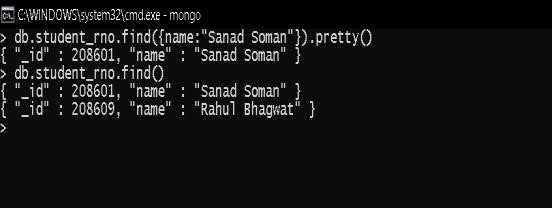 C:\WINDOWS\system32\cmd.exe - mongo
> db.student_rno.find({name:"Sanad Soman"}).pretty()
{ "_id" : 208601, "name" : "Sanad Soman" }
> db.student_rno.find()
{ "_id" : 208601, "name" : "Sanad Soman" }
{ "_id" : 208609, "name" : "Rahul Bhagwat" }
>